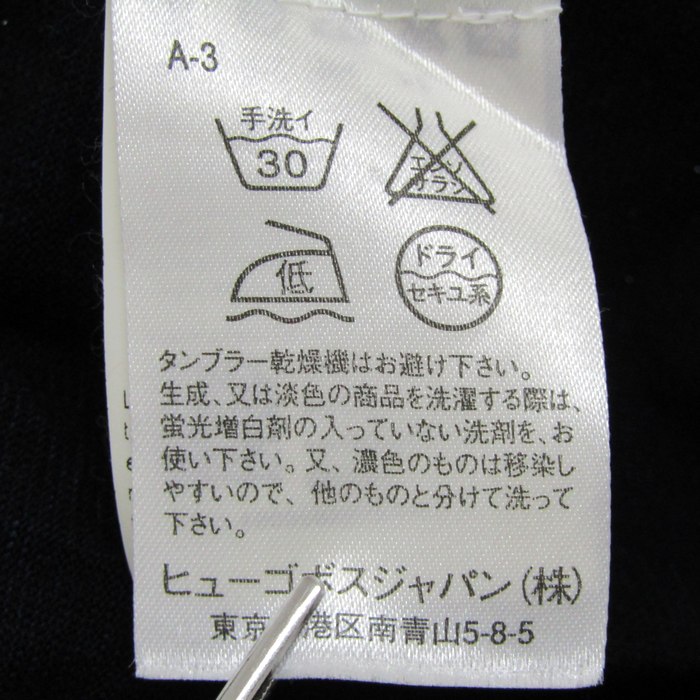 A-3
手洗イ
30
エンソ
サラシ
低
ドライ
セキユ系
タンブラー乾燥機はお避け下さい。
生成、又は淡色の商品を洗濯する際は、
蛍光増白剤の入っていない洗剤を、お
使い下さい。又、濃色のものは移染し
やすいので、他のものと分けて洗って
下さい。
ヒューゴボスジャパン(株)
東京 港区南青山5-8-5